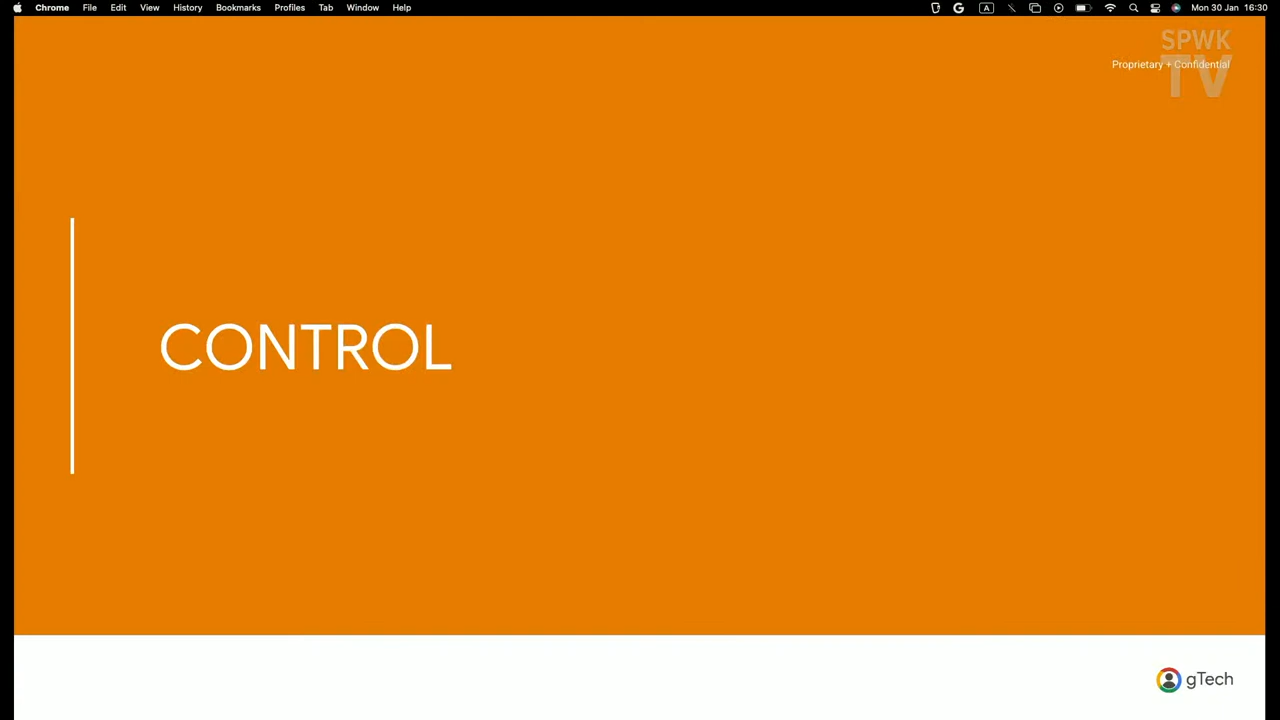 Chrome File Edit View History Bookmarks Profiles Tab Window Help
A Mon 30 Jan 16:30
SPWK
TV
Proprietary + Confidential
CONTROL
gTech